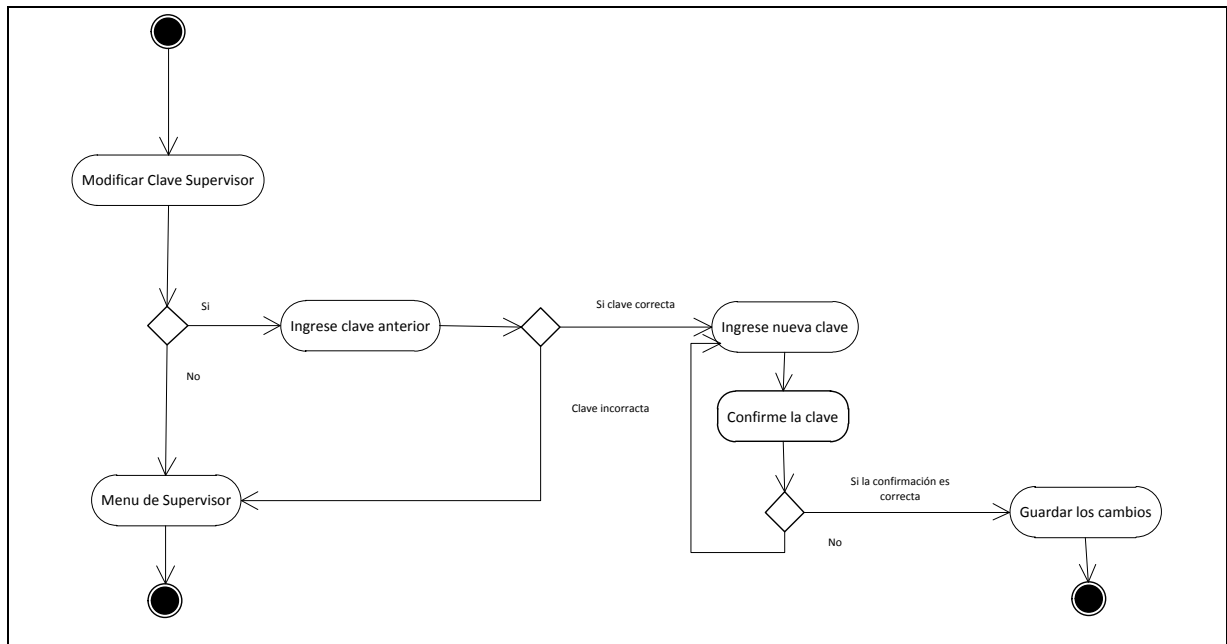 Modificar Clave Supervisor
Si
Ingrese clave anterior
Si clave correcta
Ingrese nueva clave
No
Clave incorracta
Confirme la clave
Menu de Supervisor
Si la confirmación es
correcta
Guardar los cambios
No